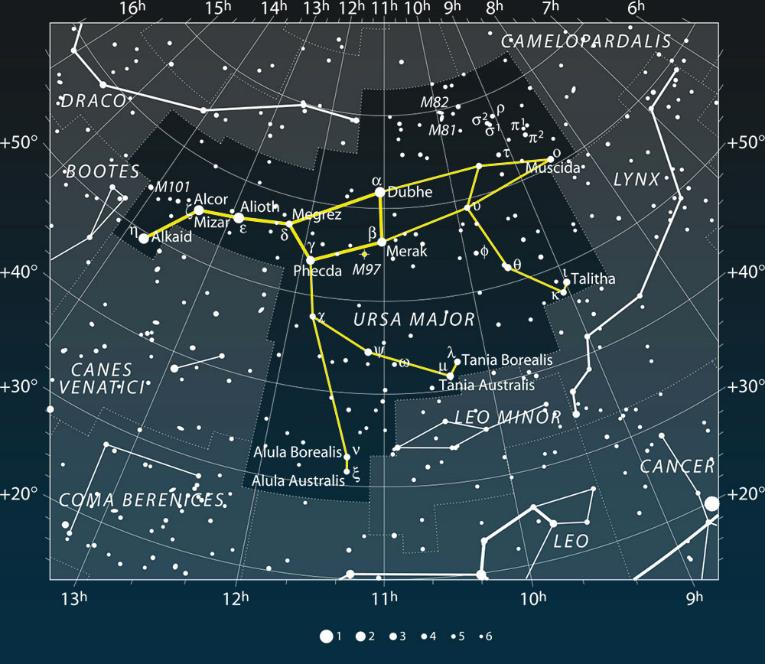 16h 15h 14h 13h 12h 11h 10h 9h 8h 7h 6h
CAMELOPARDALIS
DRACO
M82
M81
σ² ρ
δ¹ π¹ π²
+50° +50°
τ ο
Muscida
BOOTES
M101
LYNX
α
Dubhe
Alcor
ζ Mizar
Alioth
ε
Megrez
δ
υ
η Alkaid
γ
Phecda
β
Merak
M97
φ
θ
+40° +40°
ι Talitha
κ
χ
URSA MAJOR
ψ
ω
λ Tania Borealis
μ
Tania Australis
CANES
VENATICI
+30° +30°
LEO MINOR
Alula Borealis ν
Alula Australis ξ
CANCER
COMA BERENICES
+20° +20°
LEO
13h 12h 11h 10h 9h
1 2 3 4 5 6